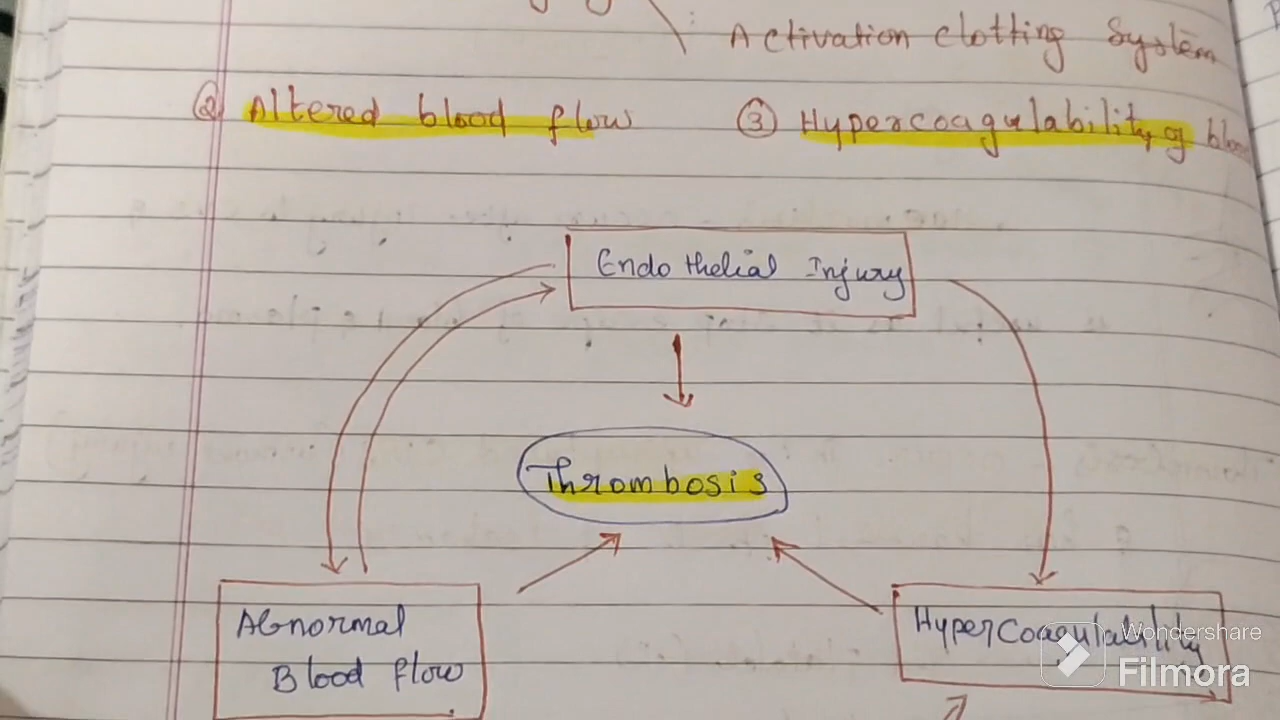 Activation clotting System
② Altered blood flow ③ Hypercoagulability of blood
Endothelial Injury
Thrombosis
Abnormal
Blood flow
Hypercoagulability
Wondershare
Filmora